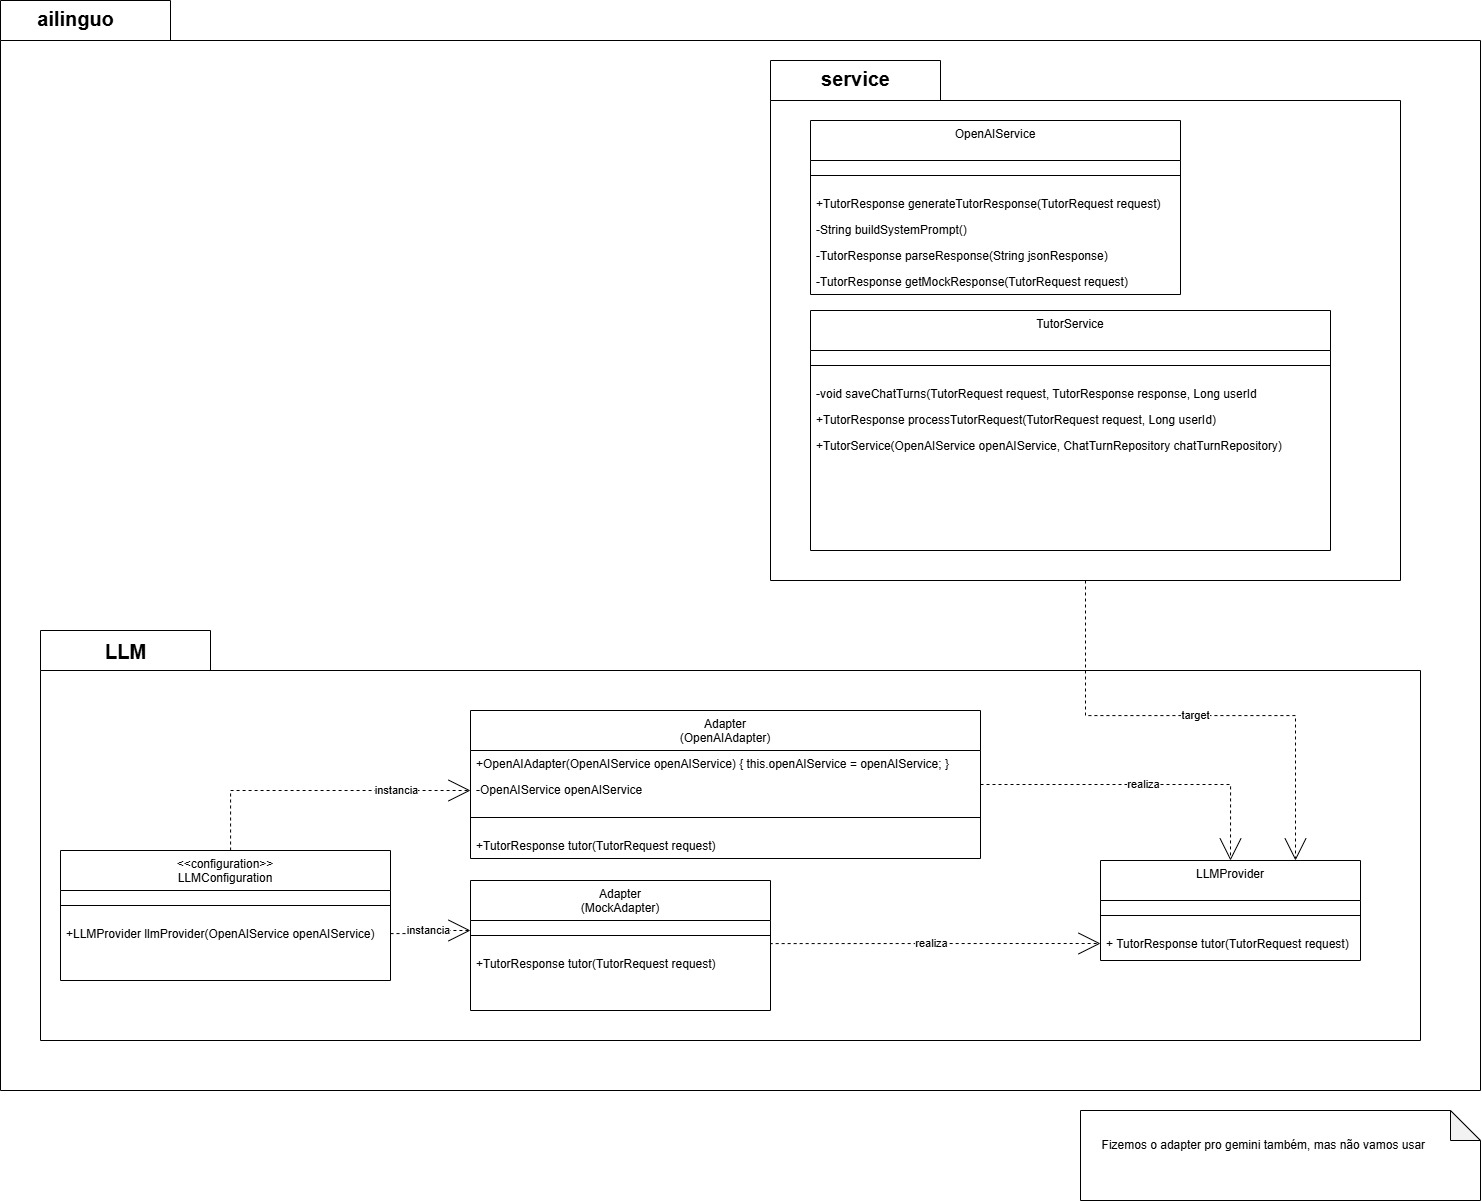 ailinguo
service
OpenAIService
+TutorResponse generateTutorResponse(TutorRequest request)
-String buildSystemPrompt()
-TutorResponse parseResponse(String jsonResponse)
-TutorResponse getMockResponse(TutorRequest request)
TutorService
-void saveChatTurns(TutorRequest request, TutorResponse response, Long userId
+TutorResponse processTutorRequest(TutorRequest request, Long userId)
+TutorService(OpenAIService openAIService, ChatTurnRepository chatTurnRepository)
LLM
target
Adapter
(OpenAIAdapter)
+OpenAIAdapter(OpenAIService openAIService) { this.openAIService = openAIService; }
-OpenAIService openAIService
+TutorResponse tutor(TutorRequest request)
instancia
realiza
<<configuration>>
LLMConfiguration
+LLMProvider llmProvider(OpenAIService openAIService)
instancia
Adapter
(MockAdapter)
+TutorResponse tutor(TutorRequest request)
realiza
LLMProvider
+ TutorResponse tutor(TutorRequest request)
Fizemos o adapter pro gemini também, mas não vamos usar